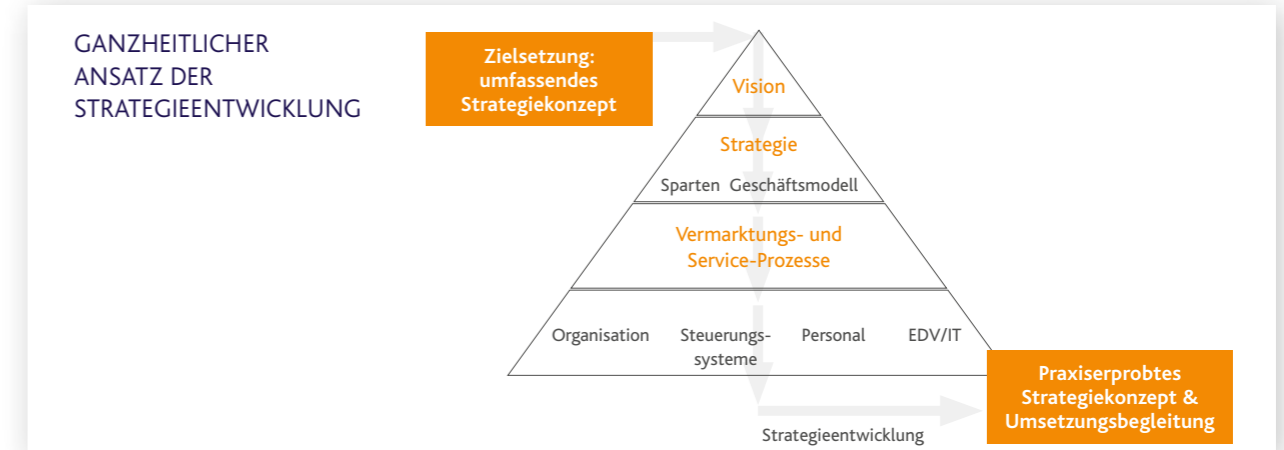 GANZHEITLICHER
ANSATZ DER
STRATEGIEENTWICKLUNG
Zielsetzung:
umfassendes
Strategiekonzept
Vision
Strategie
Sparten Geschäftsmodell
Vermarktungs- und
Service-Prozesse
Organisation
Steuerungs-
systeme
Personal
EDV/IT
Praxiserprobtes
Strategiekonzept &
Umsetzungsbegleitung
Strategieentwicklung